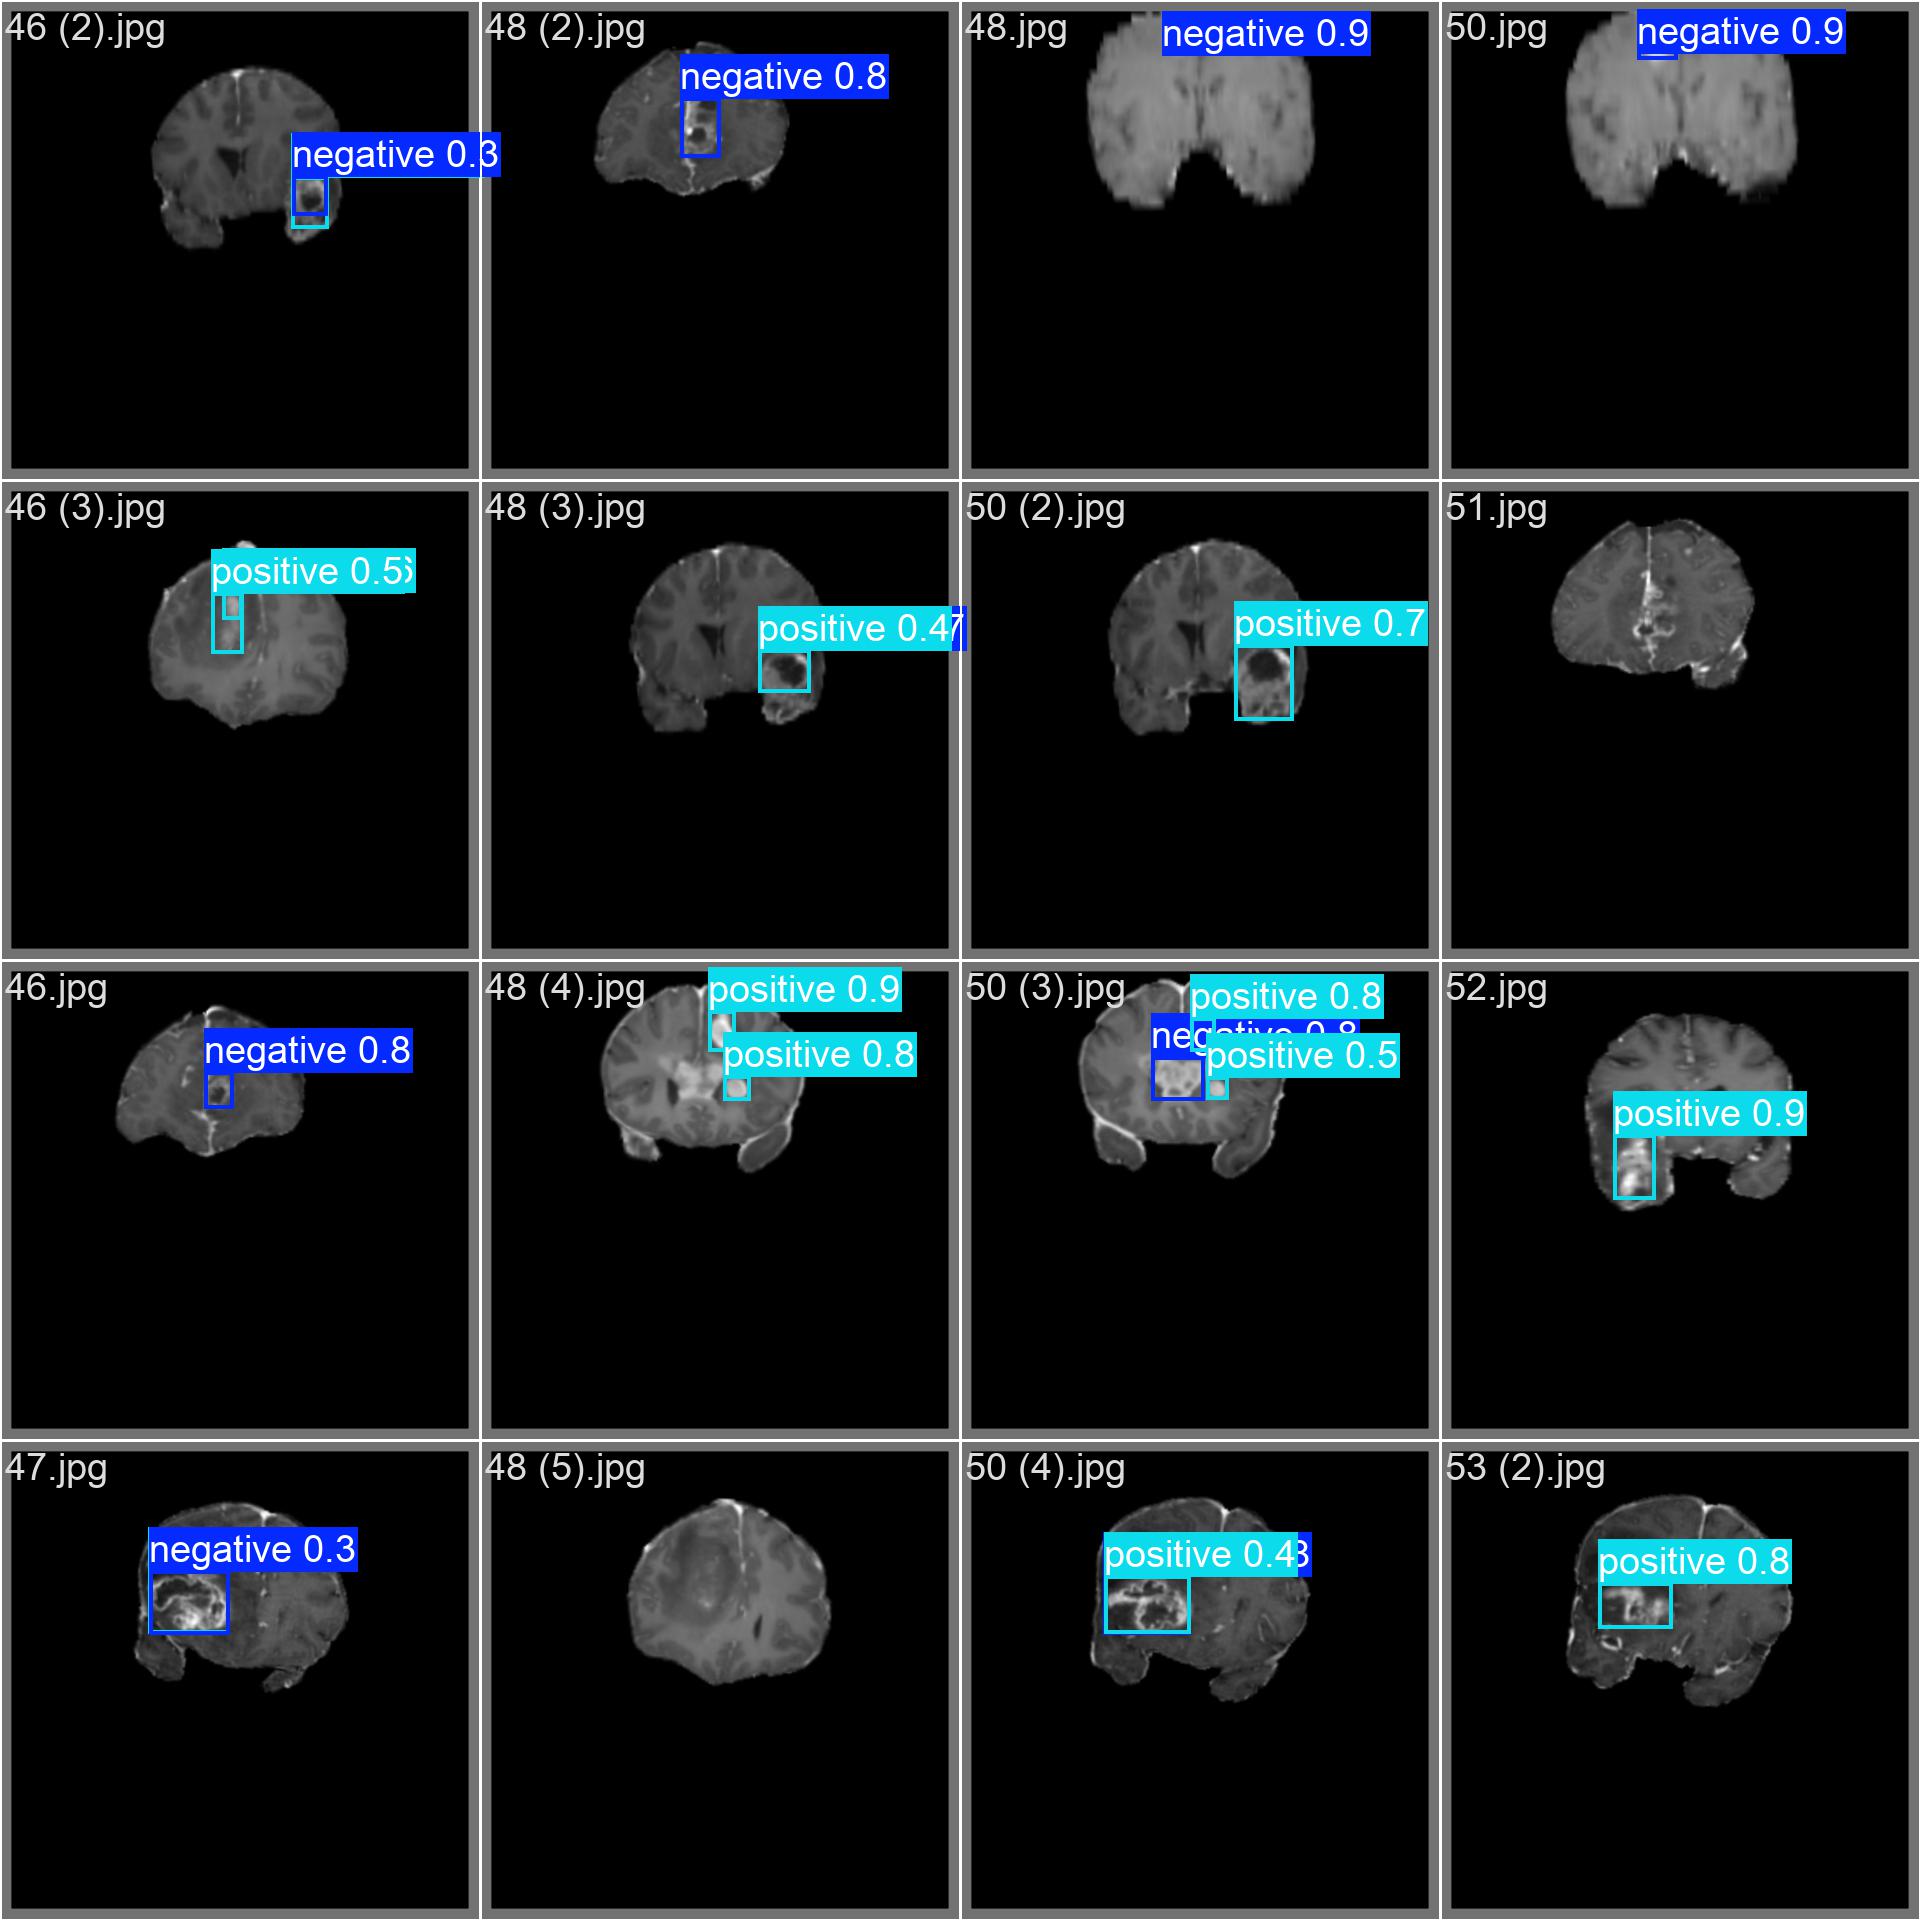 46 (2).jpg
negative 0.3
48 (2).jpg
negative 0.8
48.jpg
negative 0.9
50.jpg
negative 0.9
46 (3).jpg
positive 0.5
48 (3).jpg
positive 0.4
50 (2).jpg
positive 0.7
51.jpg
46.jpg
negative 0.8
48 (4).jpg
positive 0.9
positive 0.8
50 (3).jpg
positive 0.8
negative 0.8
positive 0.5
52.jpg
positive 0.9
47.jpg
negative 0.3
48 (5).jpg
50 (4).jpg
positive 0.4
53 (2).jpg
positive 0.8